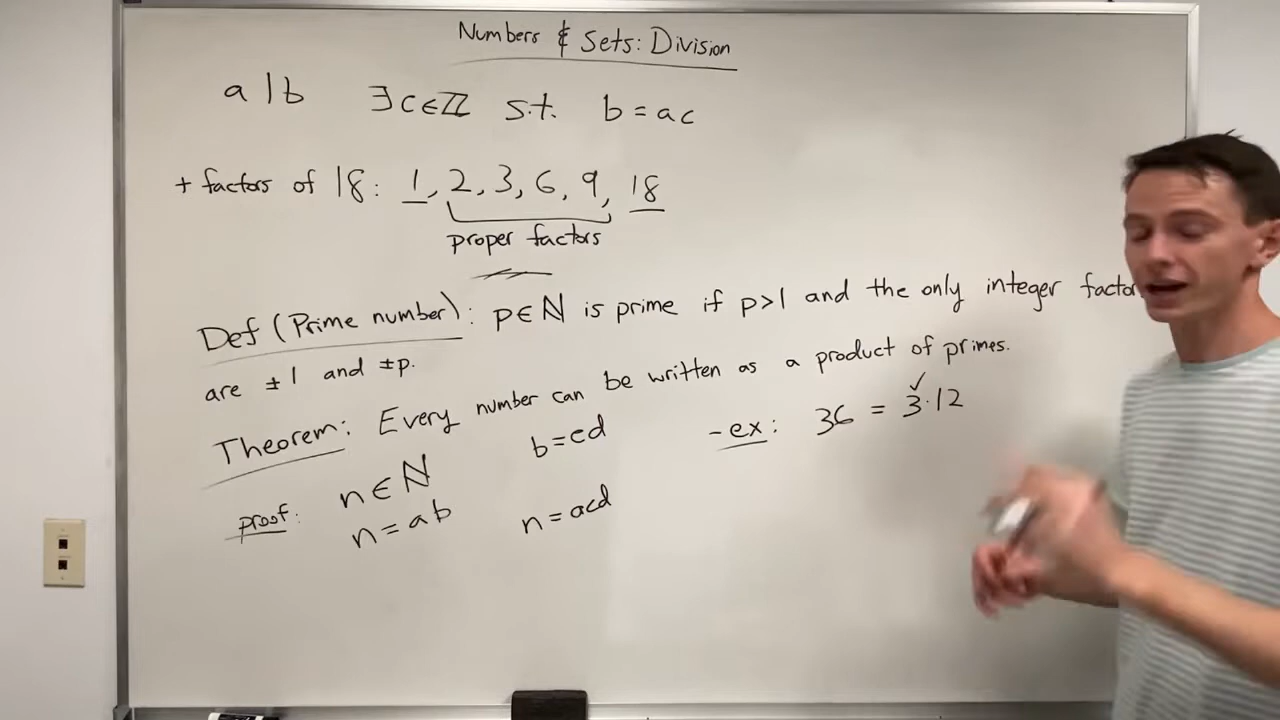 Numbers & Sets: Division
a | b ∃c∈ℤ s.t. b = ac
+ factors of 18: 1, 2, 3, 6, 9, 18
proper factors
Def (Prime number): p∈ℕ is prime if p>1 and the only integer factor
are ±1 and ±p.
Theorem: Every number can be written as a product of primes.
b=cd
-ex: 36 = 3·12
proof: n∈ℕ
n=ab n=acd